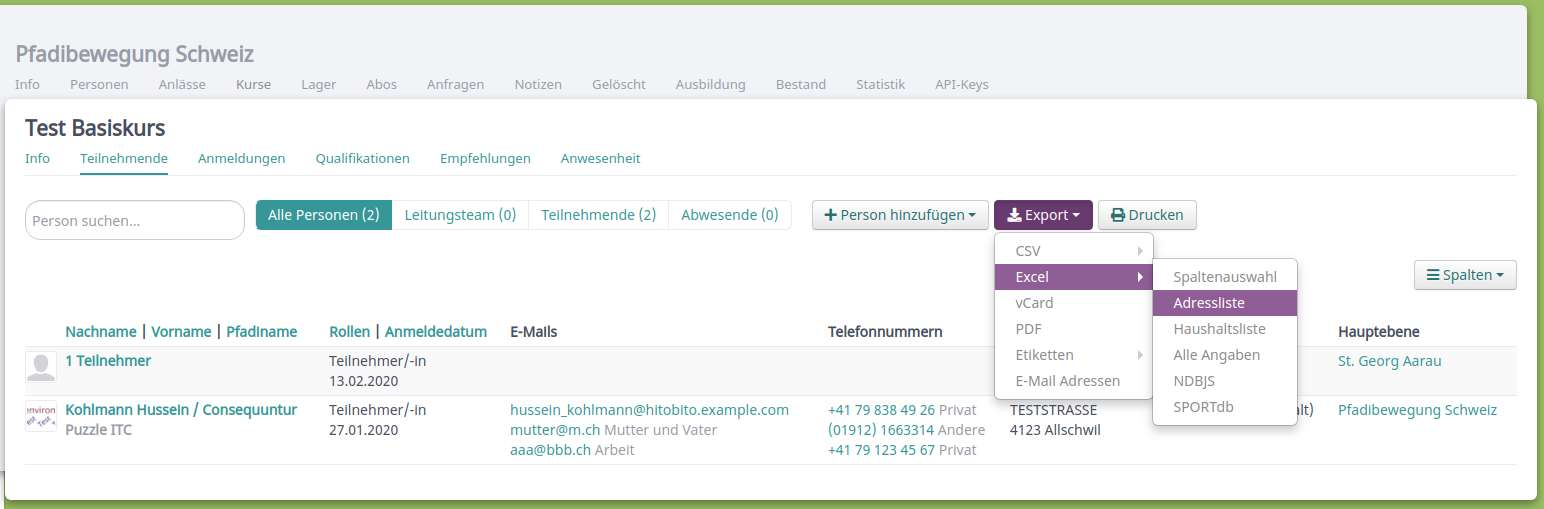 Pfadibewegung Schweiz
Info Personen Anlässe Kurse Lager Abos Anfragen Notizen Gelöscht Ausbildung Bestand Statistik API-Keys
Test Basiskurs
Info Teilnehmende Anmeldungen Qualifikationen Empfehlungen Anwesenheit
Person suchen... Alle Personen (2) Leitungsteam (0) Teilnehmende (2) Abwesende (0) Person hinzufügen Export Drucken
CSV
Excel Spaltenauswahl Spalten
vCard Adressliste
PDF Haushaltsliste
Etiketten Alle Angaben
E-Mail Adressen NDBJS
SPORTdb
Nachname | Vorname | Pfadiname Rollen | Anmeldedatum E-Mails Telefonnummern Hauptebene
1 Teilnehmer Teilnehmer/-in St. Georg Aarau
13.02.2020
environ Kohlmann Hussein / Consequuntur Teilnehmer/-in hussein_kohlmann@hitobito.example.com +41 79 838 49 26 Privat TESTSTRASSE alt) Pfadibewegung Schweiz
Puzzle ITC 27.01.2020 mutter@m.ch Mutter und Vater (01912) 1663314 Andere 4123 Allschwil
aaa@bbb.ch Arbeit +41 79 123 45 67 Privat